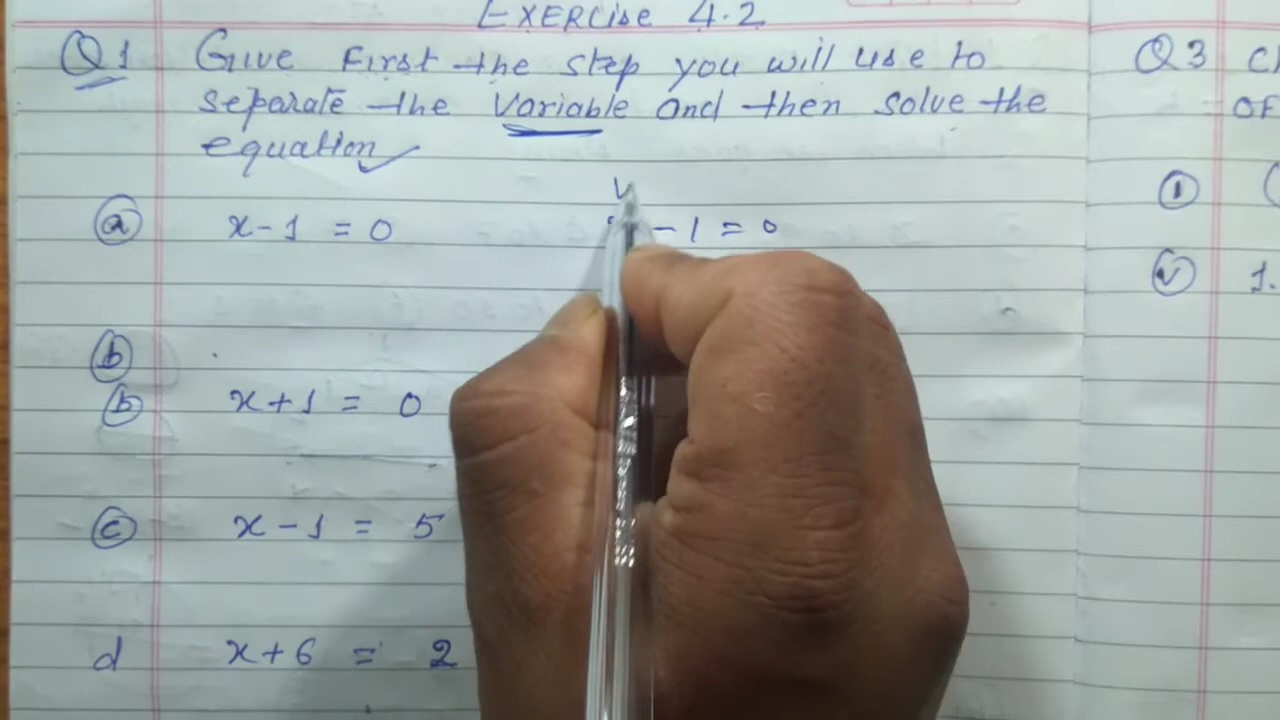 EXERCISE 4.2
Q1 Give First the step you will use to
separate the Variable and then solve the
equation
a x-1 = 0
-1 = 0
b
b x+1 = 0
c x-1 = 5
d x+6 = 2
Q3
OF
1
v 1.